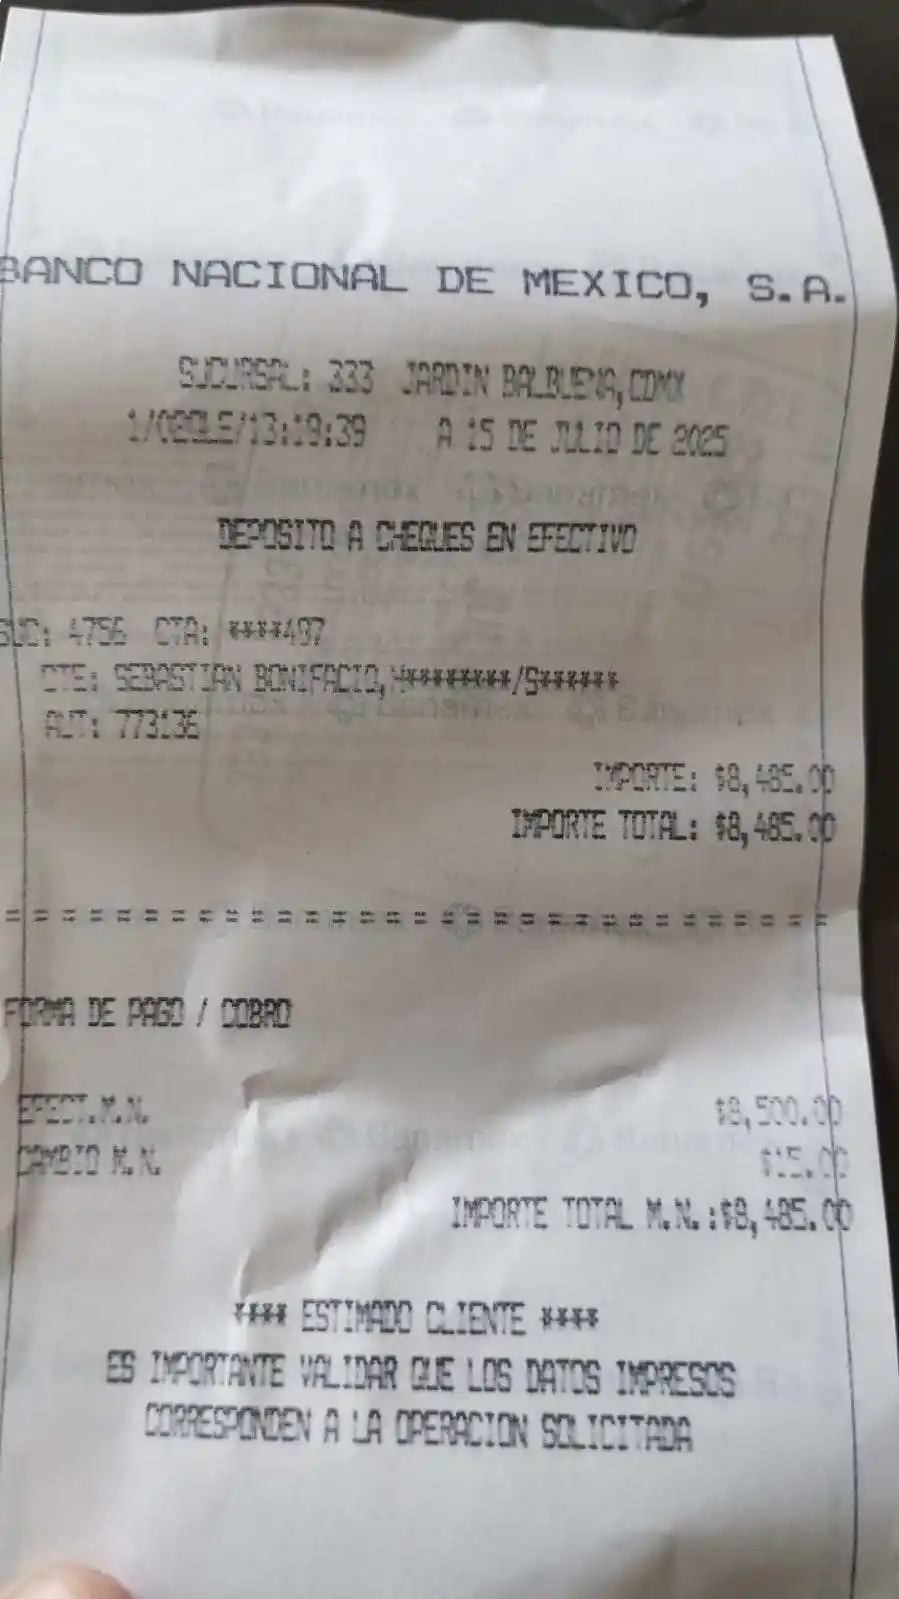 BANCO NACIONAL DE MEXICO, S.A.
SUCURSAL: 333 JARDIN BALBUENA,CDMX
A 15 DE JULIO DE 2025
DEPOSITO A CHEQUES EN EFECTIVO
SUC: 4756 CTA: ****497
CTE: SEBASTIAN BONIFACIO,
AUT: 773136
IMPORTE: $8,485.00
IMPORTE TOTAL: $8,485.00
FORMA DE PAGO / COBRO
EFECT.M.N. $8,500.00
CAMBIO M.N. $15.00
IMPORTE TOTAL M.N.:$8,485.00
**** ESTIMADO CLIENTE ****
ES IMPORTANTE VALIDAR QUE LOS DATOS IMPRESOS
CORRESPONDEN A LA OPERACION SOLICITADA